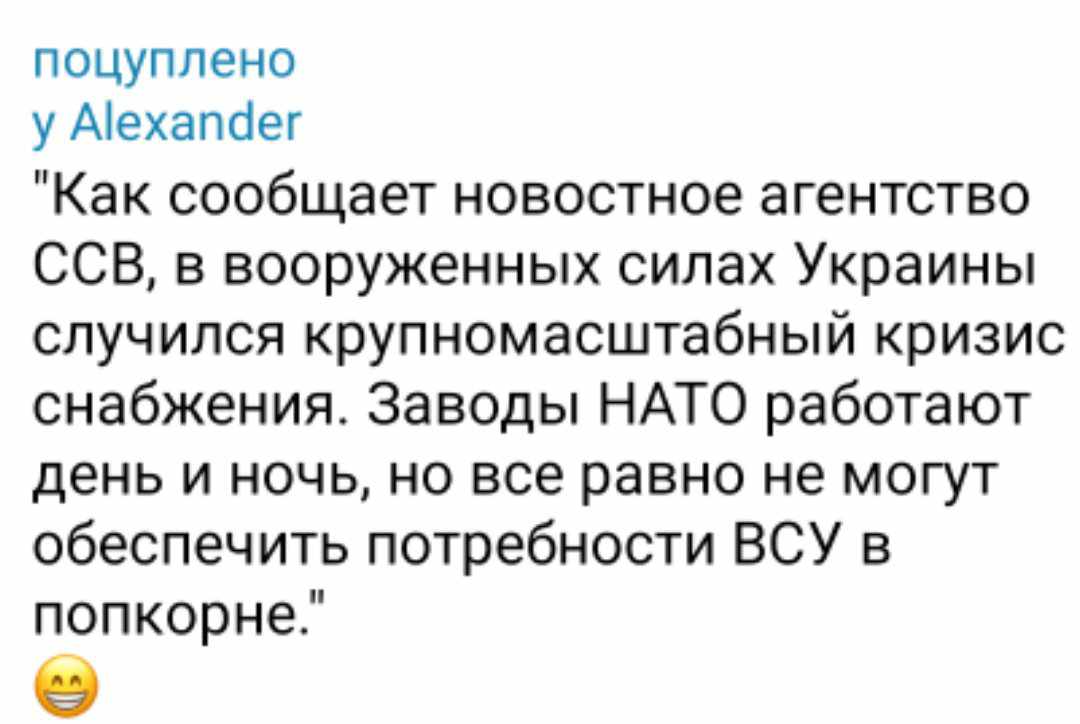 поцуплено
у Alexander
"Как сообщает новостное агентство
ССВ, в вооруженных силах Украины
случился крупномасштабный кризис
снабжения. Заводы НАТО работают
день и ночь, но все равно не могут
обеспечить потребности ВСУ в
попкорне."
😁